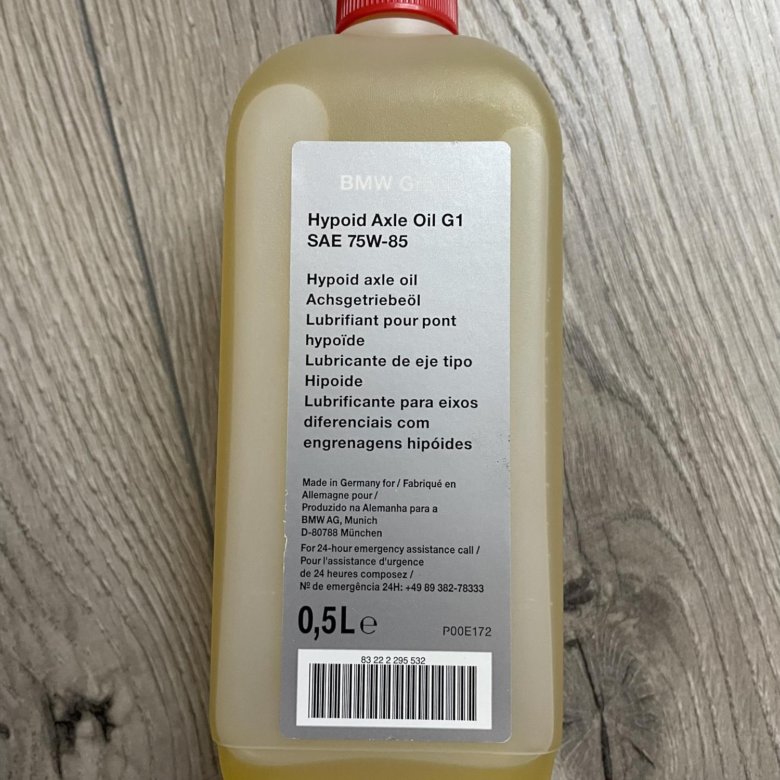 BMW Group
Hypoid Axle Oil G1
SAE 75W-85
Hypoid axle oil
Achsgetriebeöl
Lubrifiant pour pont
hypoïde
Lubricante de eje tipo
Hipoide
Lubrificante para eixos
diferenciais com
engrenagens hipóides
Made in Germany for / Fabriqué en
Allemagne pour /
Produzido na Alemanha para a
BMW AG, Munich
D-80788 München
For 24-hour emergency assistance call /
Pour l'assistance d'urgence
de 24 heures composez /
Nº de emergência 24H: +49 89 382-78333
0,5L ℮
P00E172
83 22 2 295 532